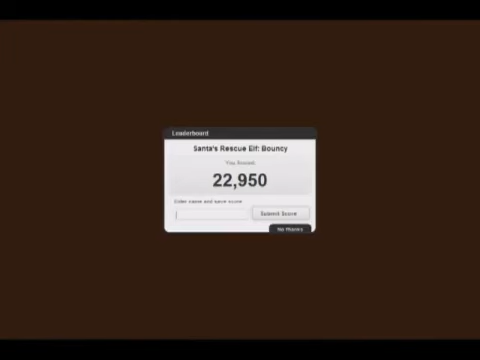 Leaderboard
Santa's Rescue Elf: Bouncy
You Scored:
22,950
Enter name and save score
Submit Score
No thanks